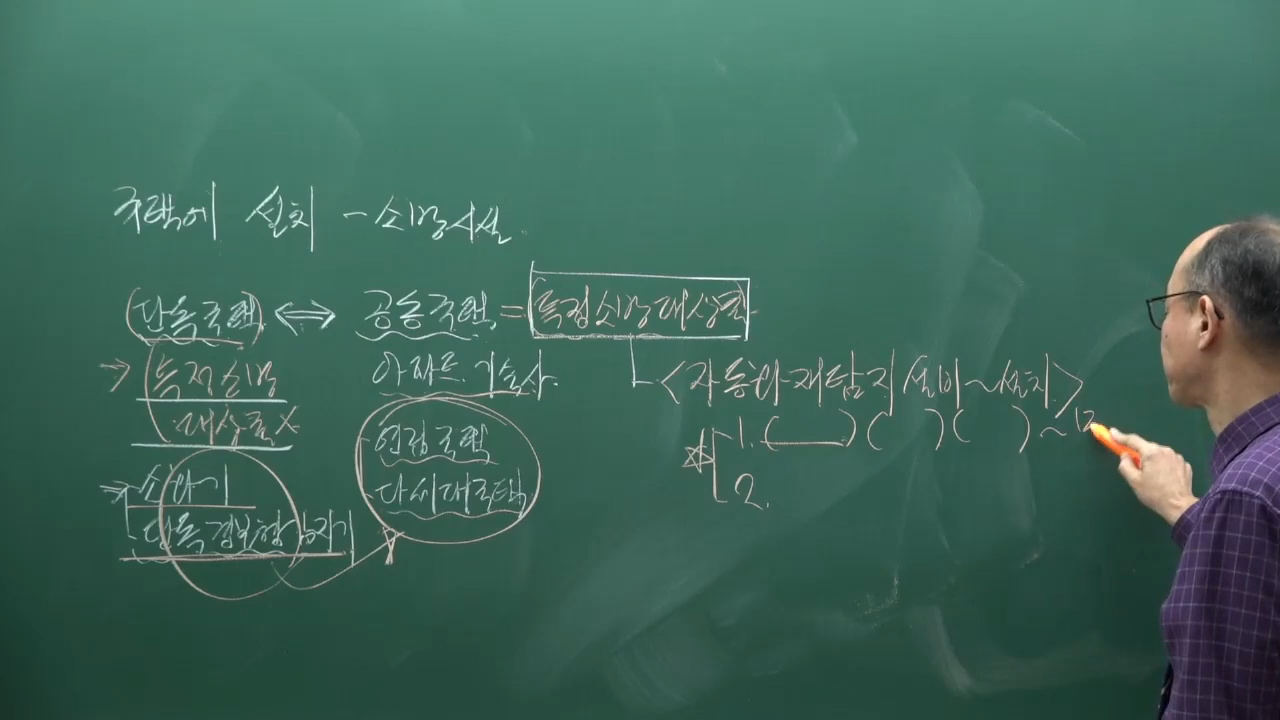 주택에 설치 - 소방시설.
(단독주택) ⇔ 공동주택 = (특정소방대상물)
→ 특정소방 대상물 X
아파트. 기숙사.
연립주택
다세대주택
→ 소화기
단독경보형감지기
<자동화재탐지설비~설치>
1. ( ) ( ) ( ) ~
2.